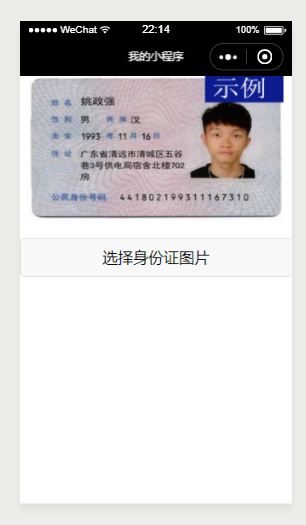 WeChat 22:14 100%
我的小程序
示例
姓名 姚政强
性别 男 民族 汉
出生 1993 年 11 月 16 日
住址 广东省清远市清城区五谷
巷3号供电局宿舍北楼702
房
公民身份号码 441802199311167310
选择身份证图片